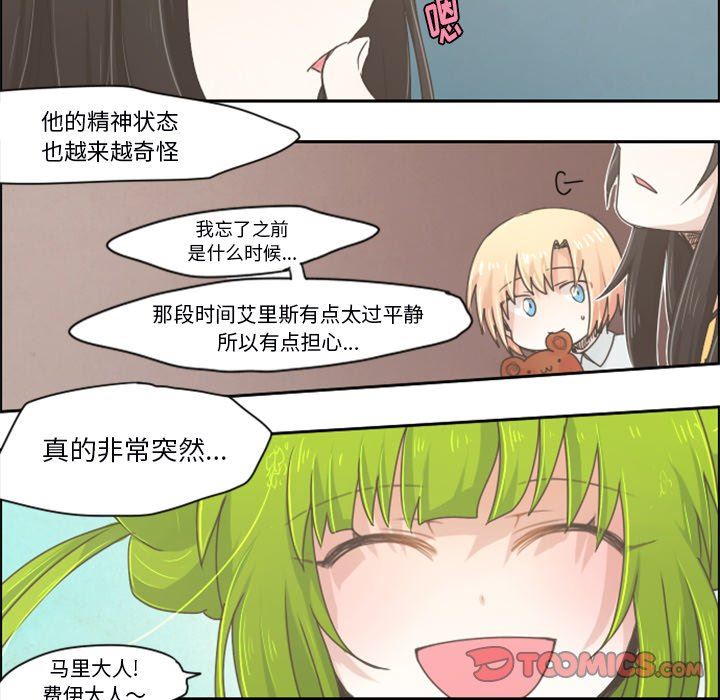 嗯
他的精神状态
也越来越奇怪
我忘了之前
是什么时候...
那段时间艾里斯有点太过平静
所以有点担心...
真的非常突然...
马里大人!
费伊大人～
TOOMICS.com